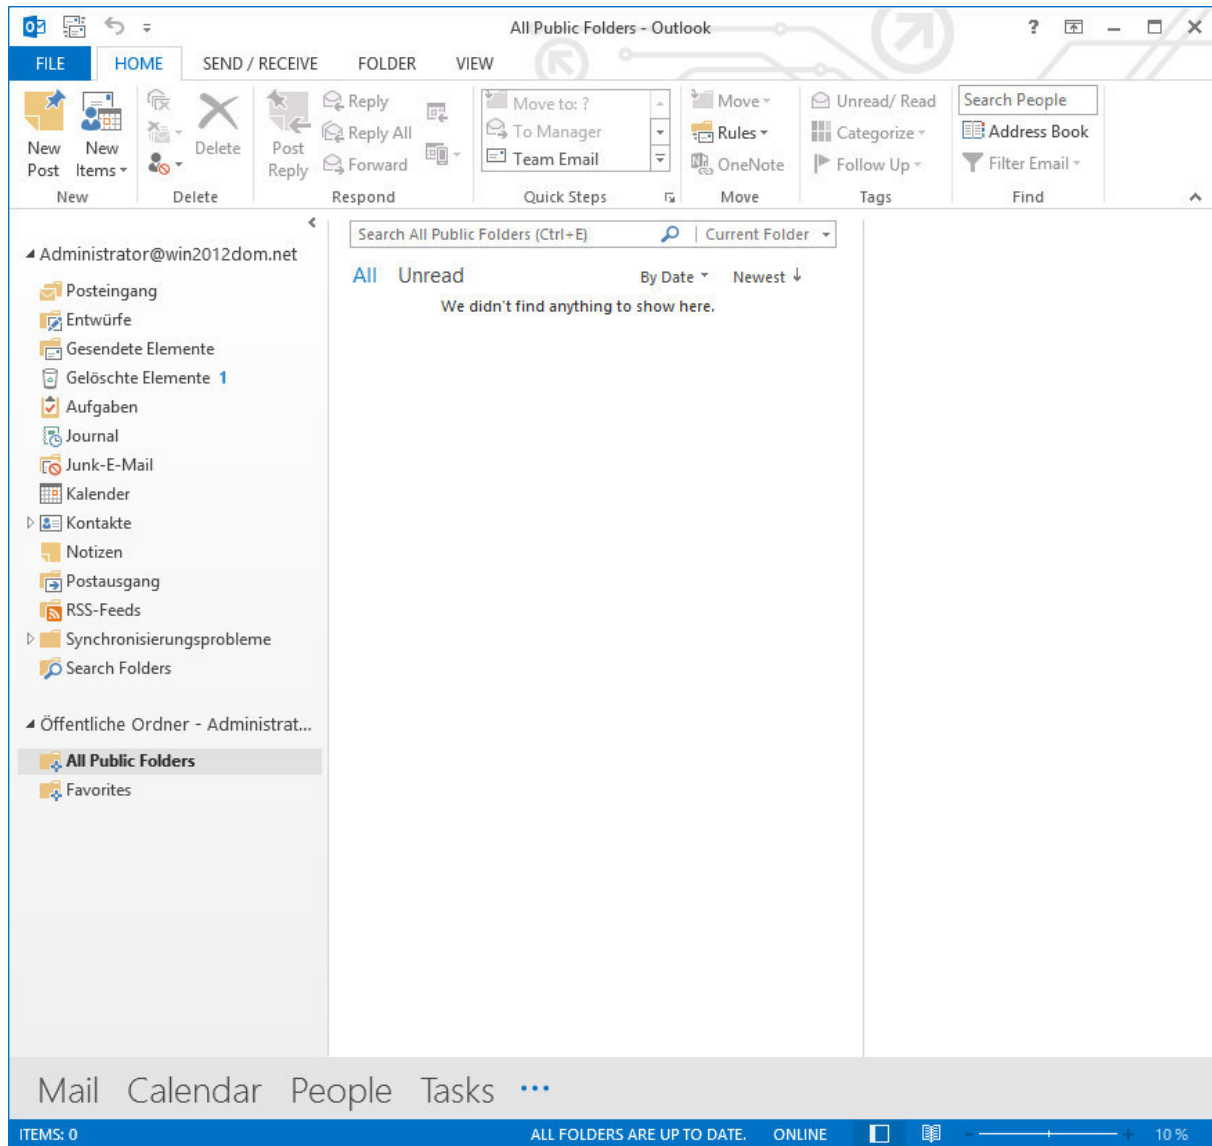 All Public Folders - Outlook
?
FILE HOME SEND / RECEIVE FOLDER VIEW
New Post
New Items
Delete
Post Reply
Reply
Reply All
Forward
Move to: ?
To Manager
Team Email
Move
Rules
OneNote
Unread/ Read
Categorize
Follow Up
Search People
Address Book
Filter Email
New Delete Respond Quick Steps Move Tags Find
Administrator@win2012dom.net
Posteingang
Entwürfe
Gesendete Elemente
Gelöschte Elemente 1
Aufgaben
Journal
Junk-E-Mail
Kalender
Kontakte
Notizen
Postausgang
RSS-Feeds
Synchronisierungsprobleme
Search Folders
Öffentliche Ordner - Administrat...
All Public Folders
Favorites
Search All Public Folders (Ctrl+E) Current Folder
All Unread By Date Newest ↓
We didn't find anything to show here.
Mail Calendar People Tasks ...
ITEMS: 0 ALL FOLDERS ARE UP TO DATE. ONLINE 10 %